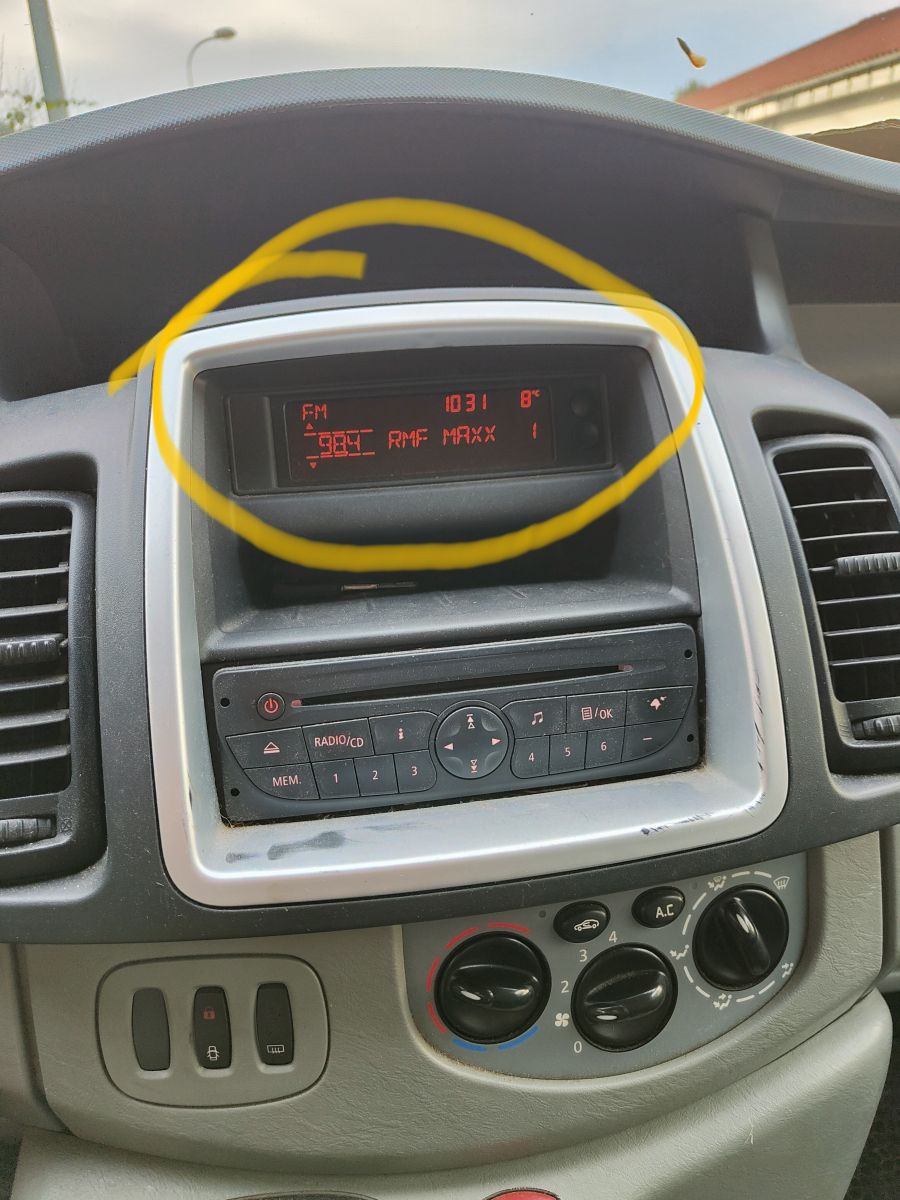 FM 1031 8°C
984 RMF MAXX 1
RADIO/CD i /OK
MEM. 1 2 3 4 5 6 −
A.C
4
3
2
0